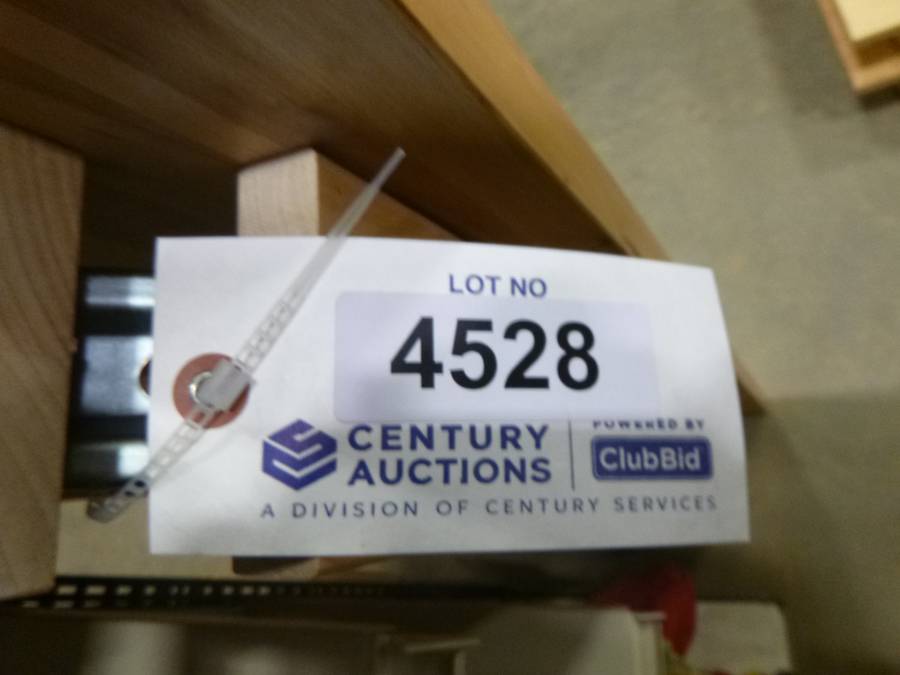 LOT NO
4528
CENTURY
AUCTIONS
POWERED BY
ClubBid
A DIVISION OF CENTURY SERVICES